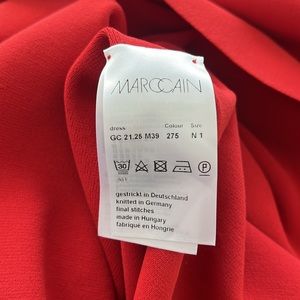 MARCCAIN
dress Colour Size
GC 21.28 M39 275 N 1
30
P
gestrickt in Deutschland
knitted in Germany
final stitches
made in Hungary
fabriqué en Hongrie